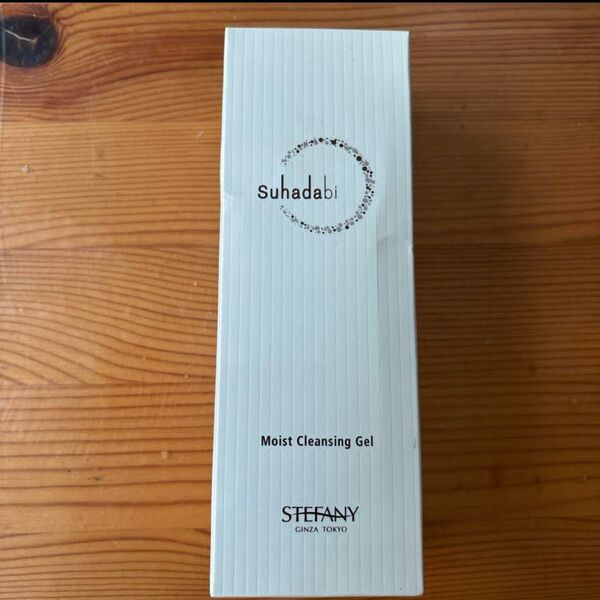 Suhadabi
Moist Cleansing Gel
STEFANY
GINZA TOKYO